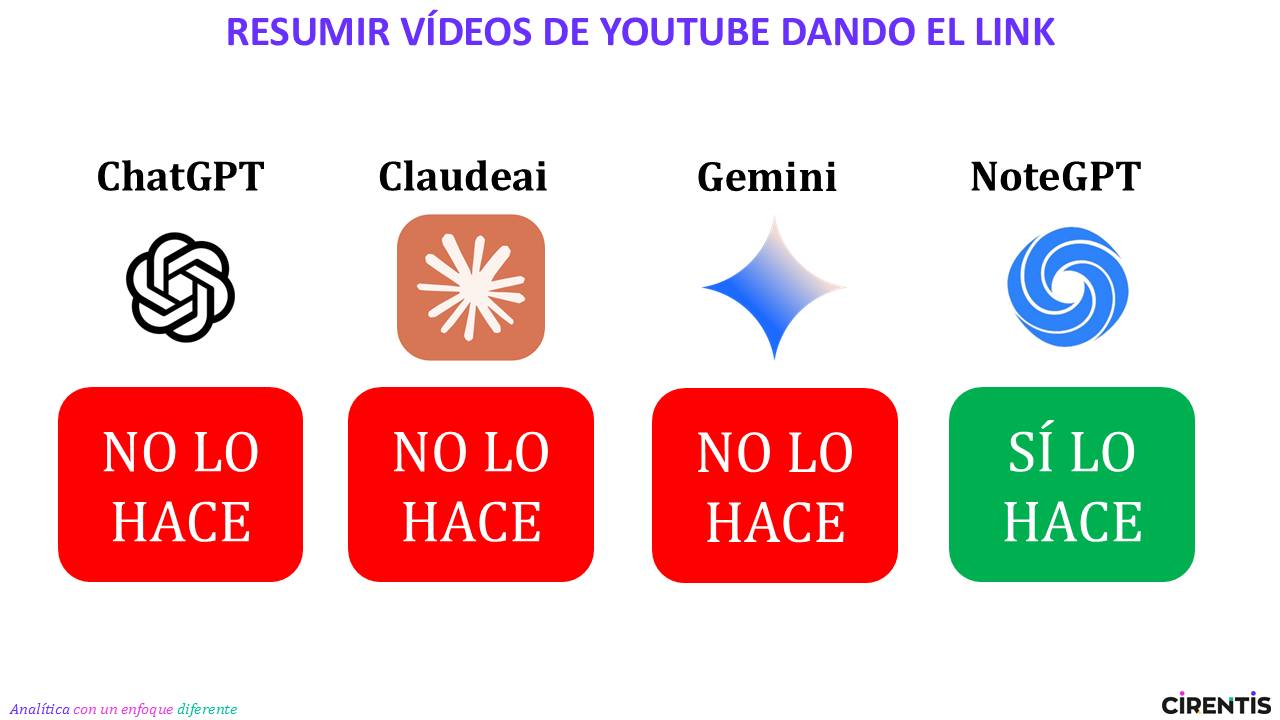 RESUMIR VÍDEOS DE YOUTUBE DANDO EL LINK
ChatGPT
Claudeai
Gemini
NoteGPT
NO LO
HACE
NO LO
HACE
NO LO
HACE
SÍ LO
HACE
Analítica con un enfoque diferente
CIRENTIS